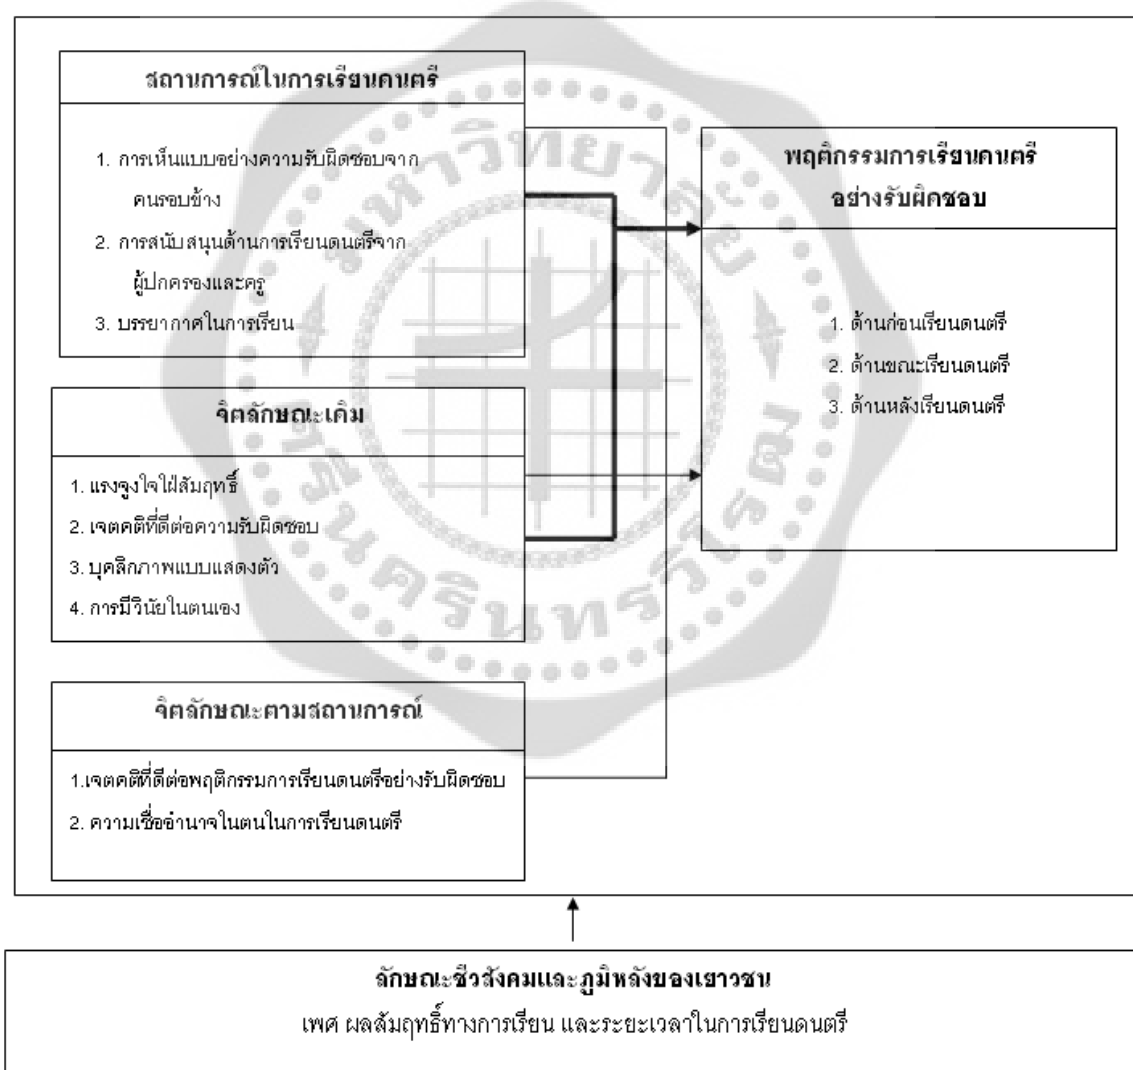 สถานการณ์ในการเรียนดนตรี
1. การเห็นแบบอย่างความรับผิดชอบจาก
คนรอบข้าง
2. การสนับสนุนด้านการเรียนดนตรีจาก
ผู้ปกครองและครู
3. บรรยากาศในการเรียน
จิตลักษณะเดิม
1. แรงจูงใจใฝ่สัมฤทธิ์
2. เจตคติที่ดีต่อความรับผิดชอบ
3. บุคลิกภาพแบบแสดงตัว
4. การมีวินัยในตนเอง
จิตลักษณะตามสถานการณ์
1.เจตคติที่ดีต่อพฤติกรรมการเรียนดนตรีอย่างรับผิดชอบ
2. ความเชื่ออำนาจในตนในการเรียนดนตรี
พฤติกรรมการเรียนดนตรี
อย่างรับผิดชอบ
1. ด้านก่อนเรียนดนตรี
2. ด้านขณะเรียนดนตรี
3. ด้านหลังเรียนดนตรี
ลักษณะชีวสังคมและภูมิหลังของเยาวชน
เพศ ผลสัมฤทธิ์ทางการเรียน และระยะเวลาในการเรียนดนตรี
มหาวิทยาลัย
ศรีนครินทรวิโรฒ